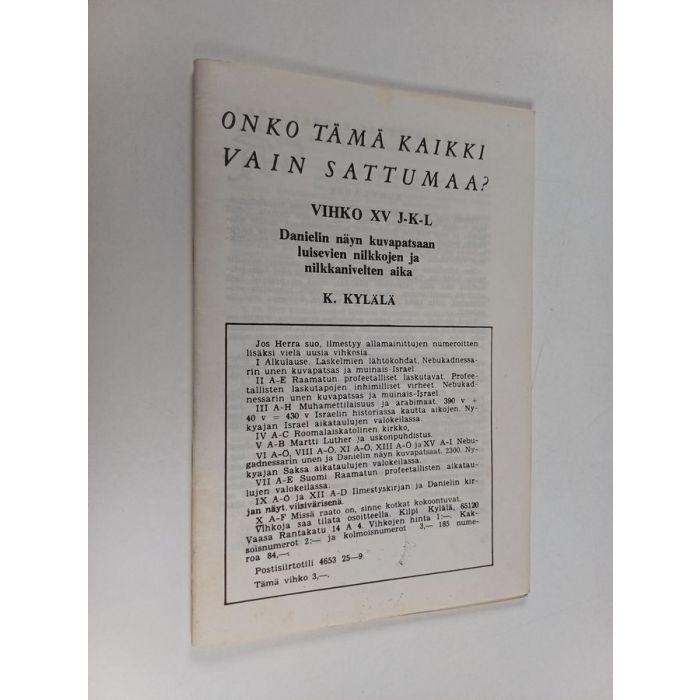 ONKO TÄMÄ KAIKKI
VAIN SATTUMAA?
VIHKO XV J-K-L
Danielin näyn kuvapatsaan
luisevien nilkkojen ja
nilkkanivelten aika
K. KYLÄLÄ
Jos Herra suo, ilmestyy allamainittujen numeroitten
lisäksi vielä uusia vihkosia.
I Alkulause. Laskelmien lähtökohdat. Nebukadnessa-
rin unen kuvapatsas ja muinais-Israel.
II A-E Raamatun profeetalliset laskutavat. Profee-
tallisten laskutapojen inhimilliset virheet. Nebukad-
nessarin unen kuvapatsas ja muinais-Israel.
III A-H Muhamettilaisuus ja arabimaat. 390 v +
40 v = 430 v Israelin historiassa kautta aikojen. Ny-
kyajan Israel aikataulujen valokeilassa.
IV A-C Roomalaiskatolinen kirkko,
V A-B Martti Luther ja uskonpuhdistus.
VI A-Ö, VIII A-Ö, XI A-Ö, XIII A-Ö ja XV A-I Nebu-
gadnessarin unen ja Danielin näyn kuvapatsaat. 2300. Ny-
kyajan Saksa aikataulujen valokeilassa.
VII A-E Suomi Raamatun profeetallisten aikatau-
lujen valokeilassa.
IX A-Ö ja XII A-D Ilmestyskirjan ja Danielin kir-
jan näyt. viisivärisenä.
X A-F Missä raato on, sinne kotkat kokoontuvat.
Vihkoja saa tilata osoitteella. Kilpi Kylälä, 65120
Vaasa Rantakatu 14 A 4. Vihkojen hinta 1:—. Kak-
soisnumerot 2:— ja kolmoisnumerot 3,— 185 nume-
roa 84,—.
Postisiirtotili 4653 25—9.
Tämä vihko 3,—.